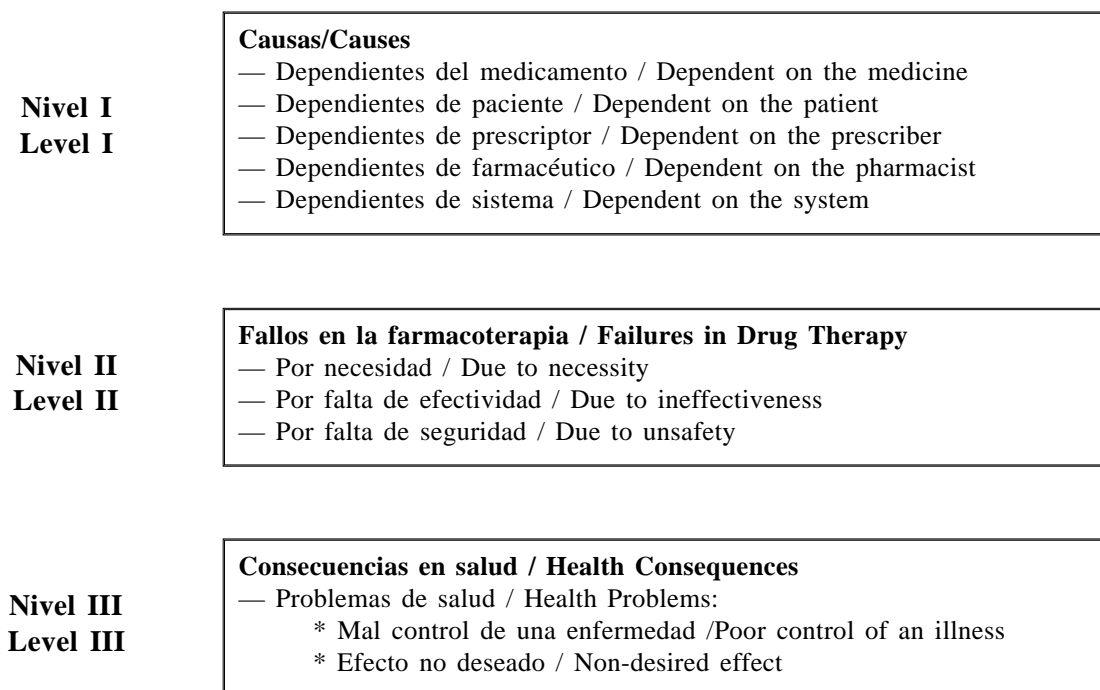 Nivel I
Level I
Causas/Causes
— Dependientes del medicamento / Dependent on the medicine
— Dependientes de paciente / Dependent on the patient
— Dependientes de prescriptor / Dependent on the prescriber
— Dependientes de farmacéutico / Dependent on the pharmacist
— Dependientes de sistema / Dependent on the system
Nivel II
Level II
Fallos en la farmacoterapia / Failures in Drug Therapy
— Por necesidad / Due to necessity
— Por falta de efectividad / Due to ineffectiveness
— Por falta de seguridad / Due to unsafety
Nivel III
Level III
Consecuencias en salud / Health Consequences
— Problemas de salud / Health Problems:
* Mal control de una enfermedad /Poor control of an illness
* Efecto no deseado / Non-desired effect